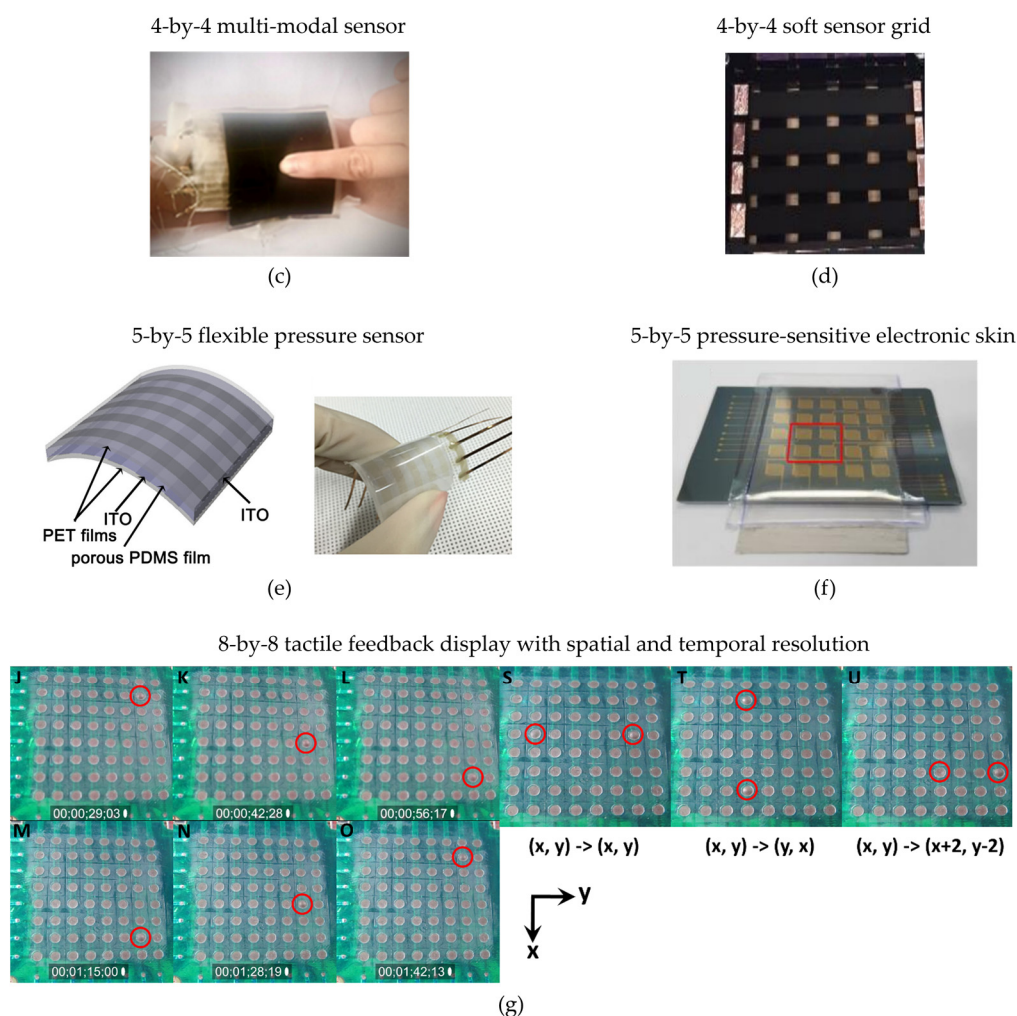 4-by-4 multi-modal sensor
4-by-4 soft sensor grid
(c)
(d)
5-by-5 flexible pressure sensor
5-by-5 pressure-sensitive electronic skin
ITO
ITO
PET films
porous PDMS film
(e)
(f)
8-by-8 tactile feedback display with spatial and temporal resolution
J
K
L
S
T
U
00;00;29;03
00;00;42;28
00;00;56;17
M
N
O
(x, y) -> (x, y)
(x, y) -> (y, x)
(x, y) -> (x+2, y-2)
y
x
00;01;15;00
00;01;28;19
00;01;42;13
(g)